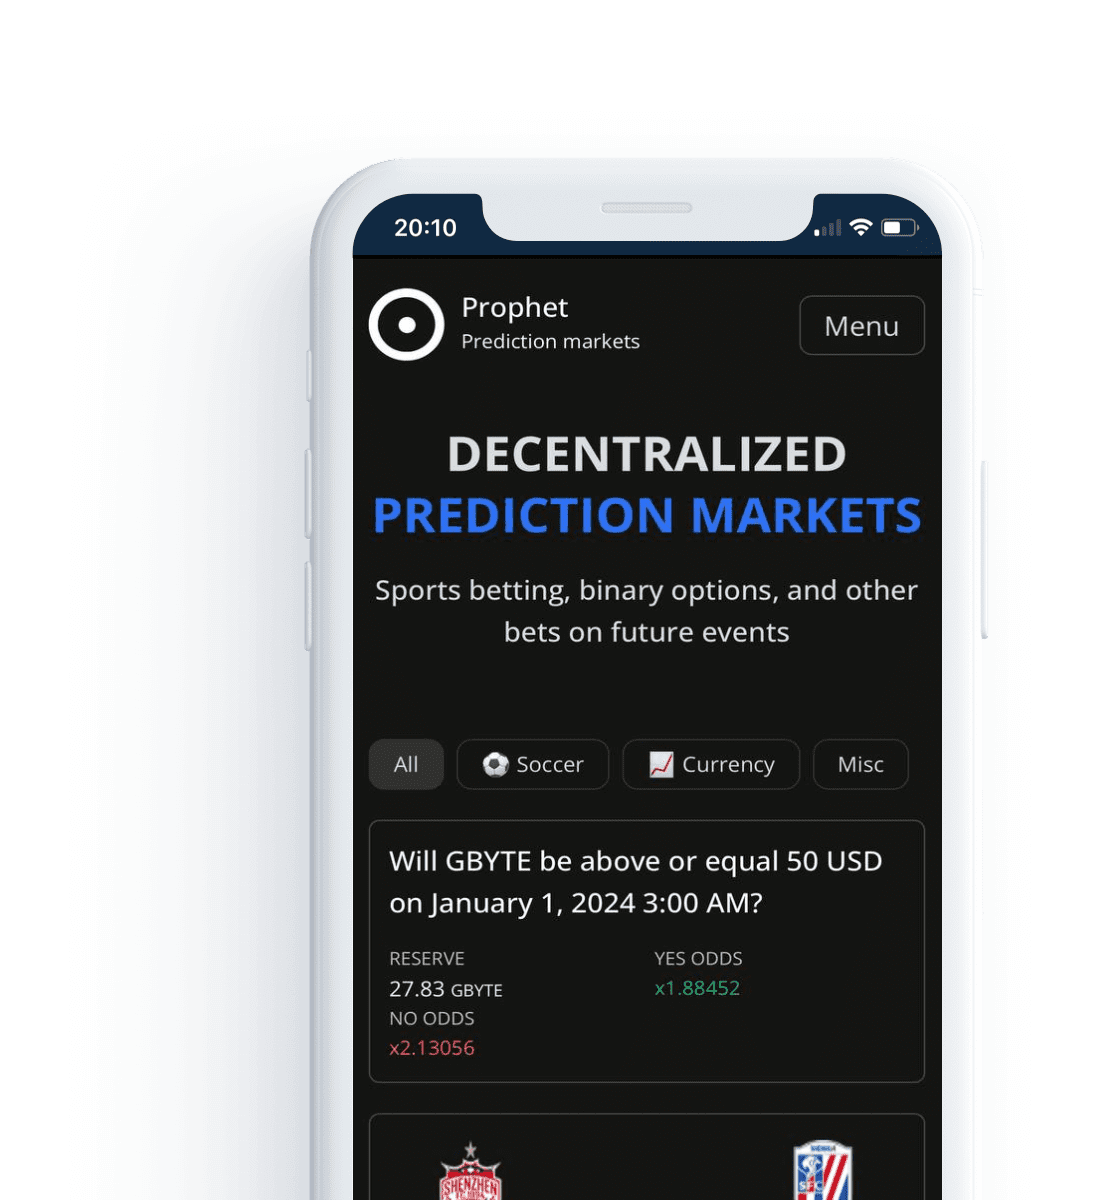 20:10
Prophet
Prediction markets
Menu
DECENTRALIZED
PREDICTION MARKETS
Sports betting, binary options, and other
bets on future events
All
Soccer
Currency
Misc
Will GBYTE be above or equal 50 USD
on January 1, 2024 3:00 AM?
RESERVE
YES ODDS
27.83 GBYTE
x1.88452
NO ODDS
x2.13056
SHENZHEN
SFC